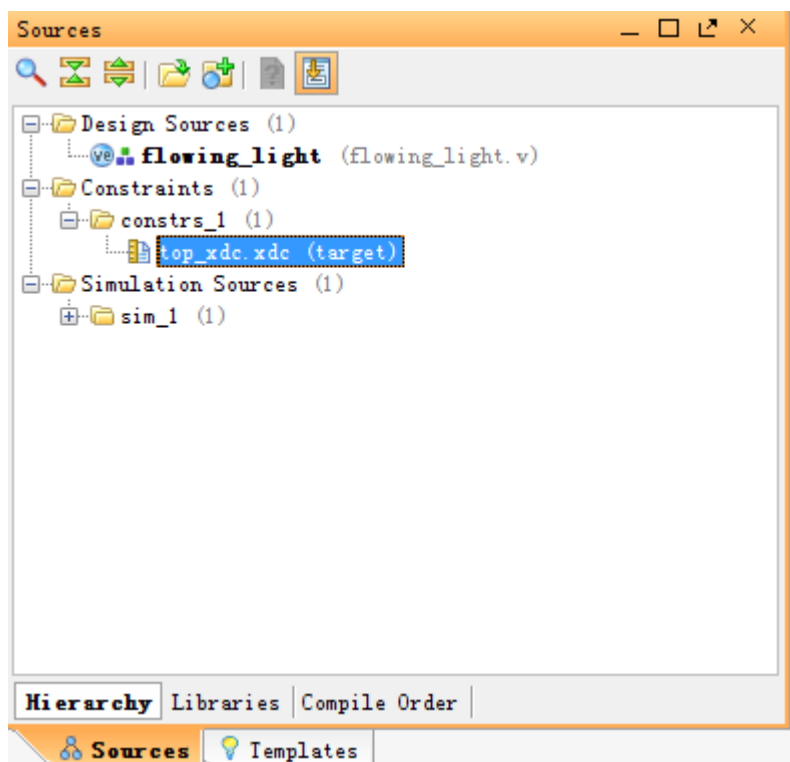 Sources
Design Sources (1)
flowing_light (flowing_light.v)
Constraints (1)
constrs_1 (1)
top_xdc.xdc (target)
Simulation Sources (1)
sim_1 (1)
Hierarchy Libraries Compile Order
Sources Templates